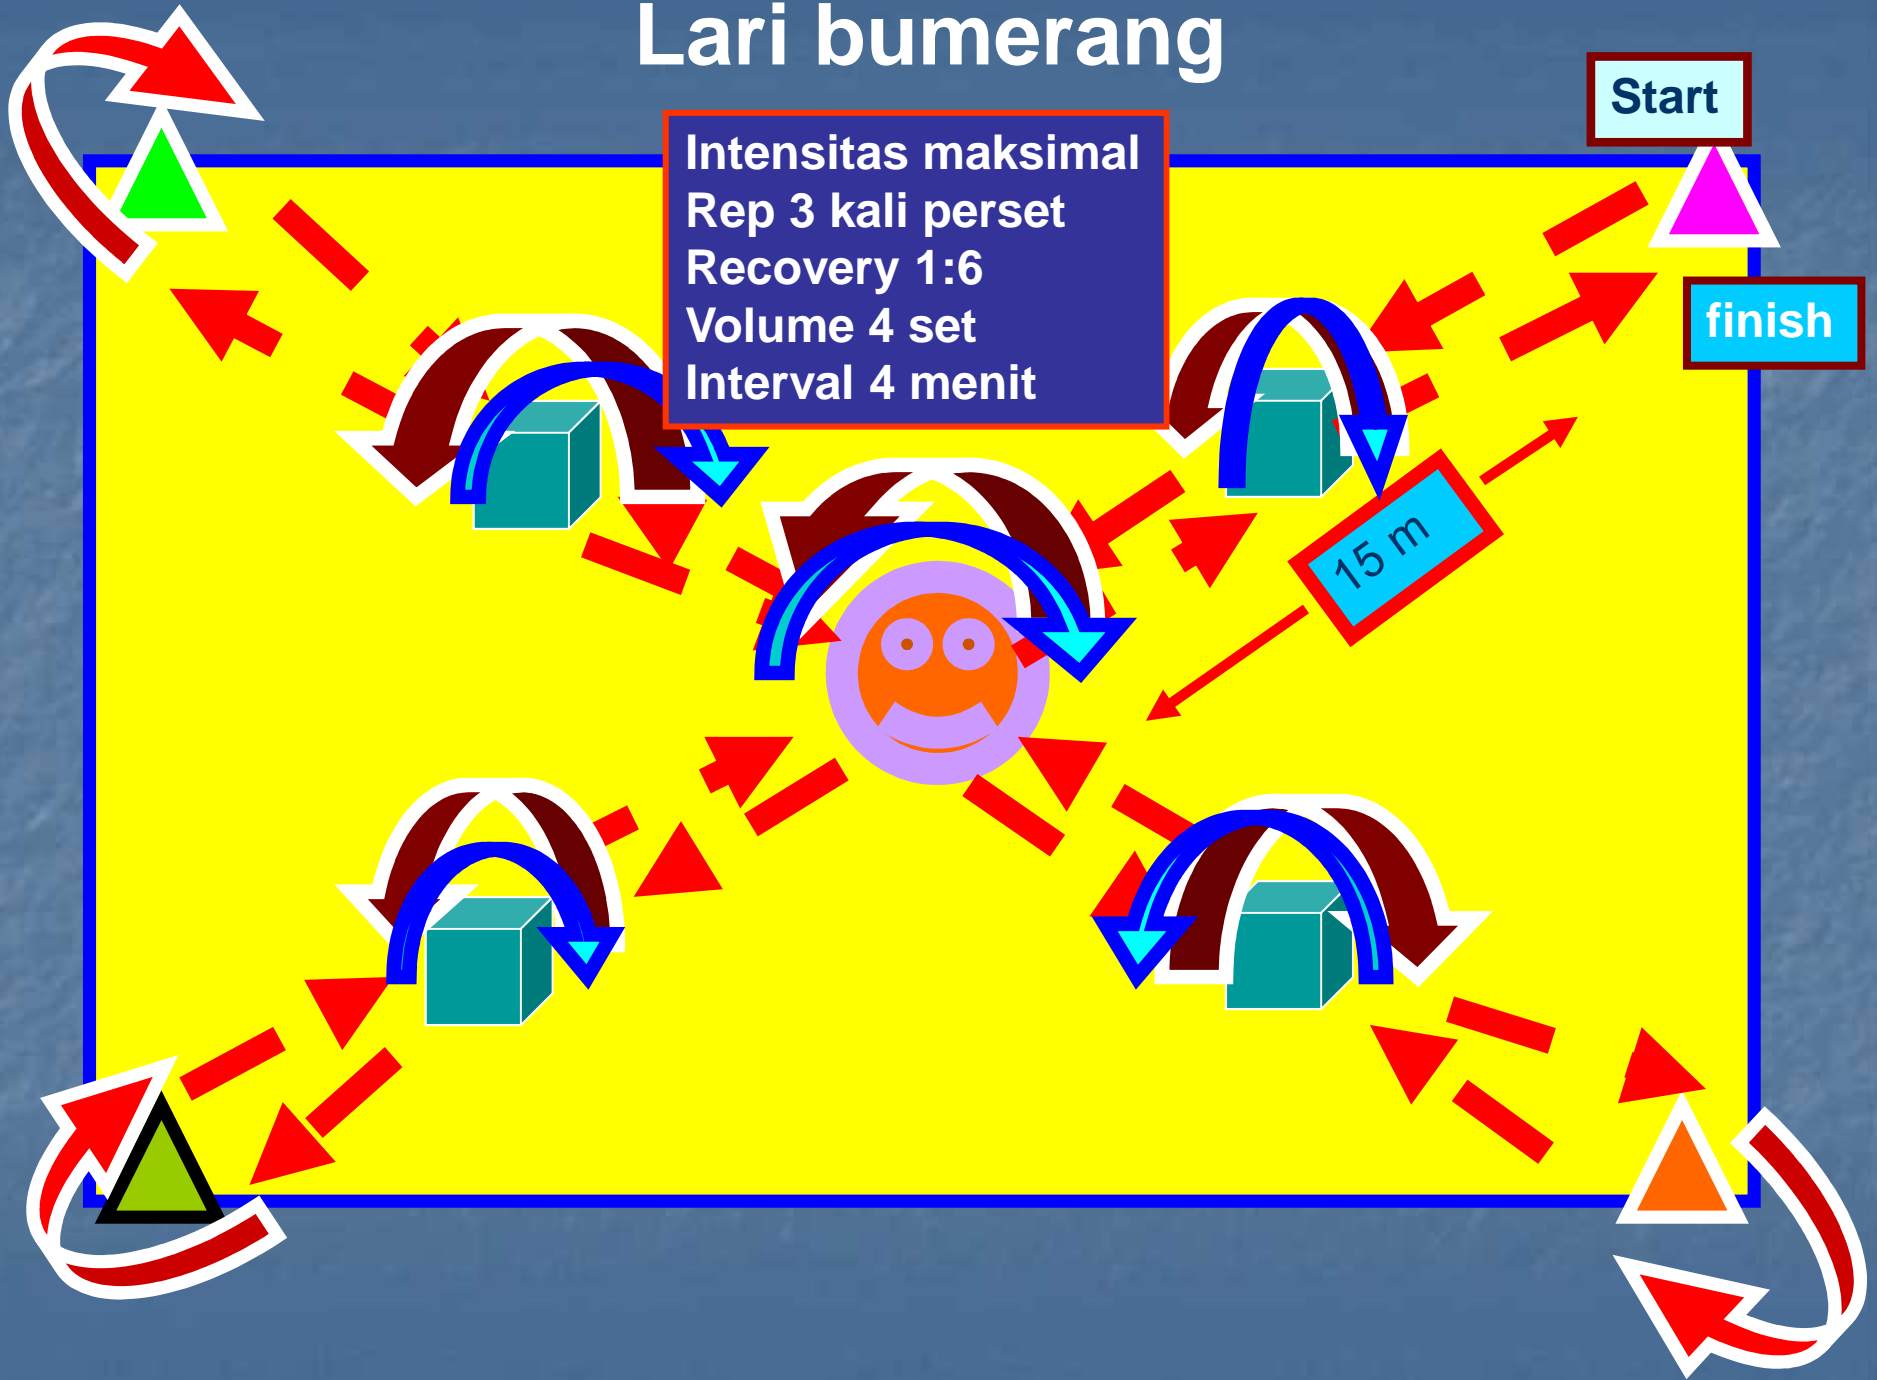 Lari bumerang
Start
Intensitas maksimal
Rep 3 kali perset
Recovery 1:6
Volume 4 set
Interval 4 menit
finish
15 m